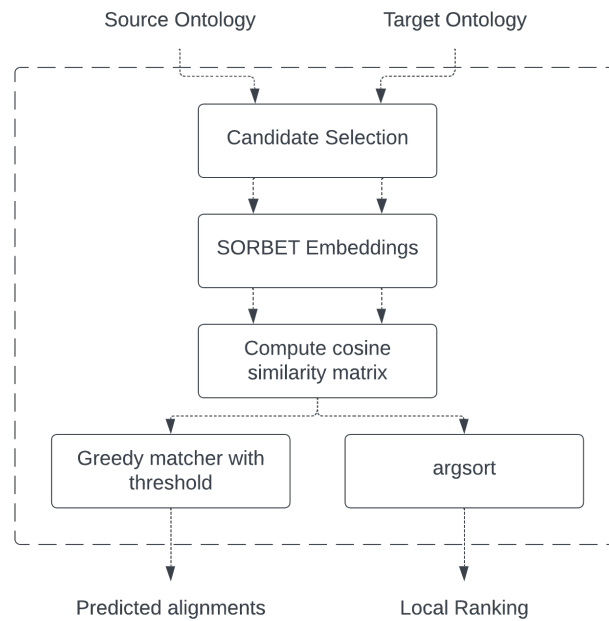 Source Ontology
Target Ontology
Candidate Selection
SORBET Embeddings
Compute cosine
similarity matrix
Greedy matcher with
threshold
argsort
Predicted alignments
Local Ranking